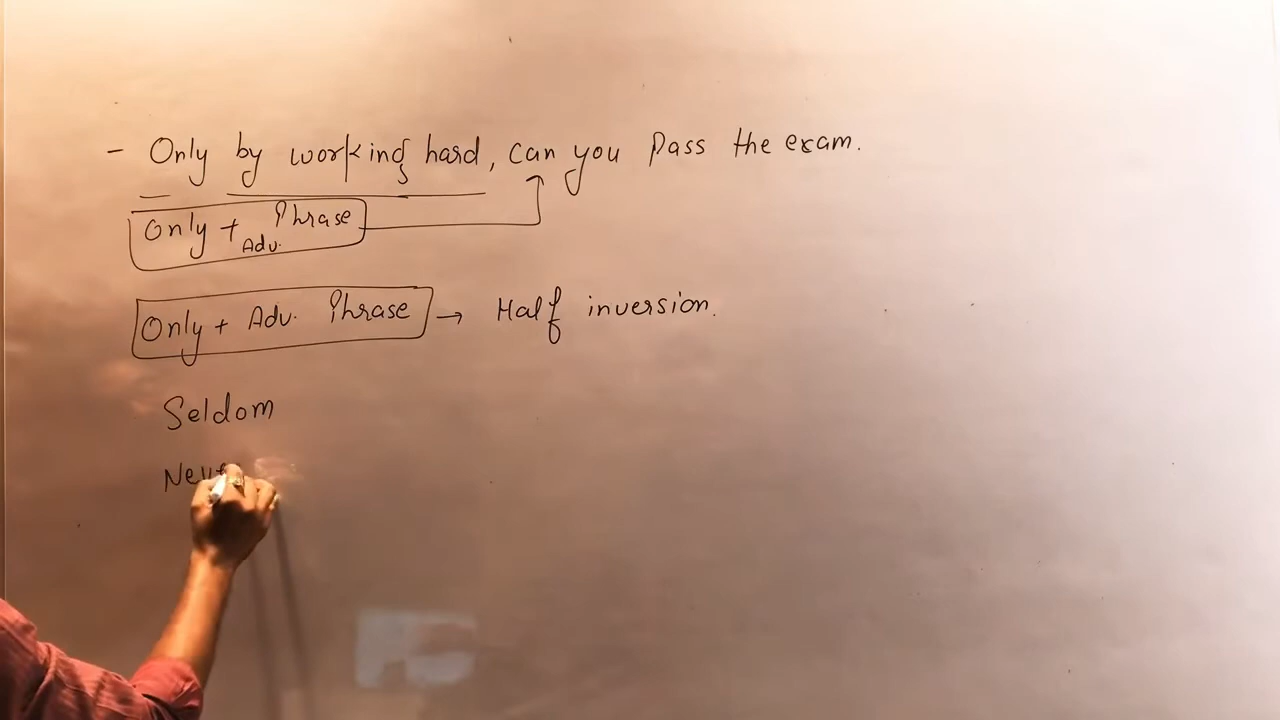 - Only by working hard, can you Pass the exam.
Only + Adv. Phrase
Only + Adv. Phrase → Half inversion.
Seldom